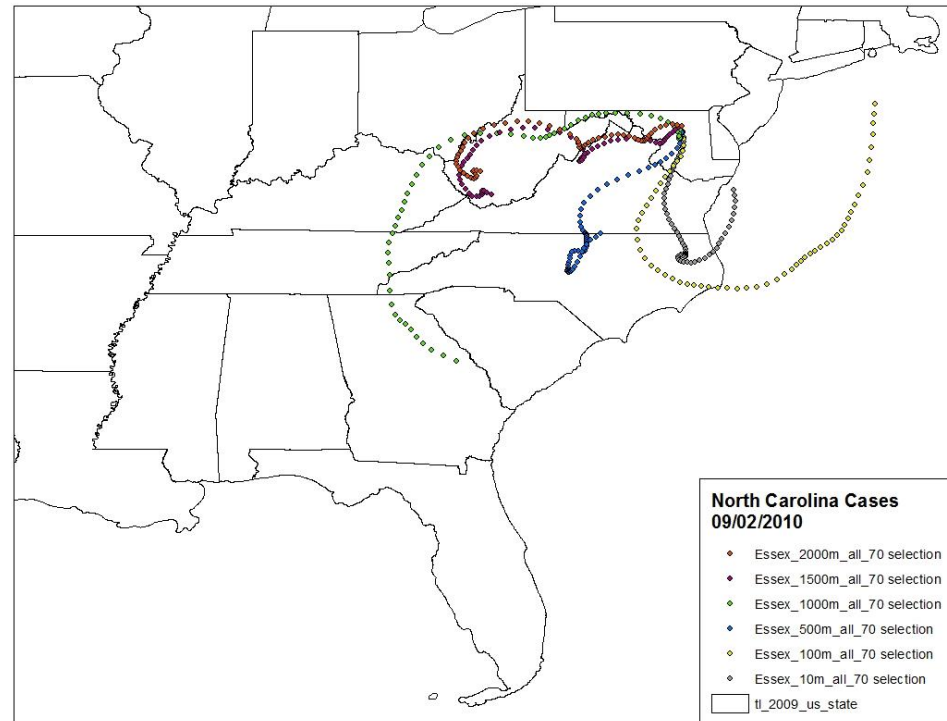 North Carolina Cases
09/02/2010
Essex_2000m_all_70 selection
Essex_1500m_all_70 selection
Essex_1000m_all_70 selection
Essex_500m_all_70 selection
Essex_100m_all_70 selection
Essex_10m_all_70 selection
tl_2009_us_state